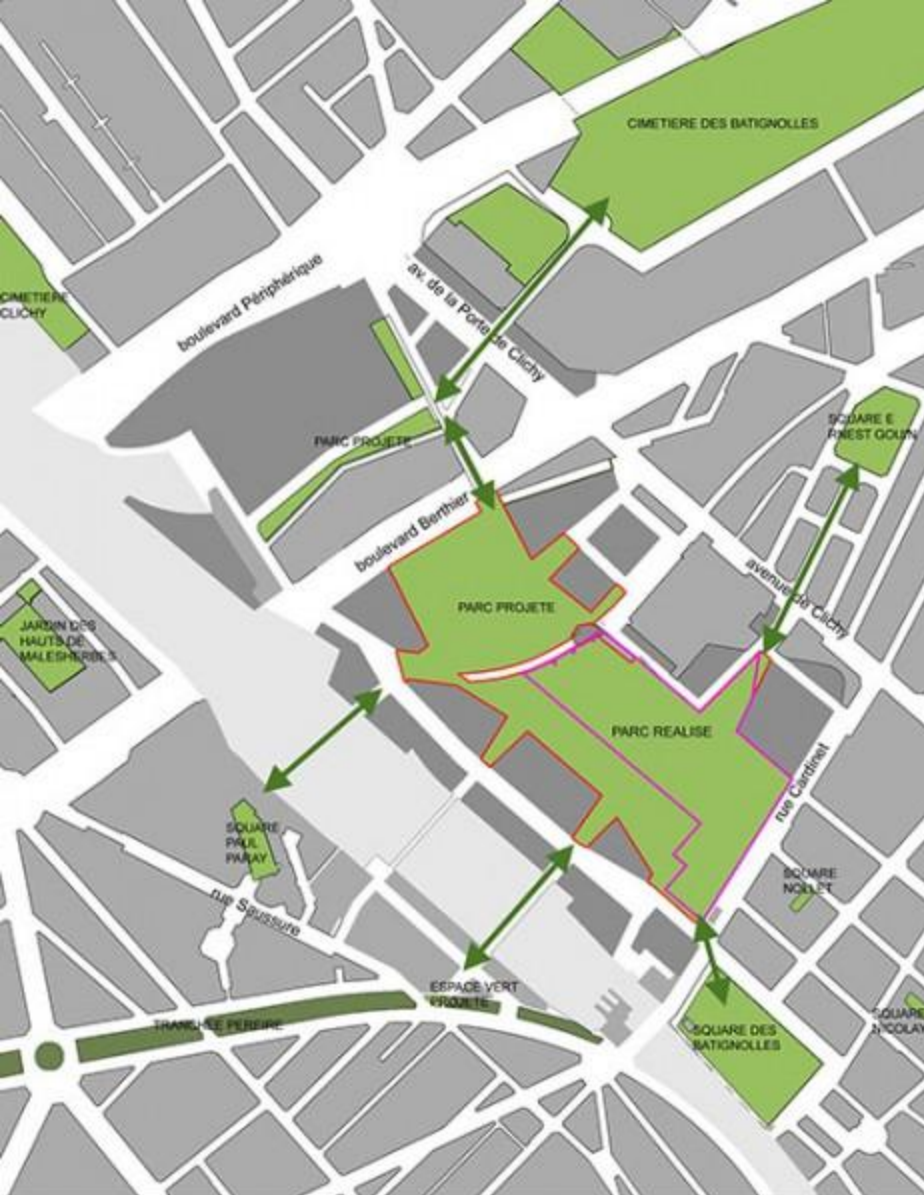 CIMETIERE DES BATIGNOLLES
boulevard Périphérique
av. de la Porte de Clichy
CIMETIERE
CLICHY
SQUARE E
RNEST GOUIN
PARC PROJETE
boulevard Berthier
avenue de Clichy
PARC PROJETE
JARDIN DES
HAUTS DE
MALESHERBES
PARC REALISE
rue Cardinet
SQUARE
PAUL
PARAY
SQUARE
NOLLET
rue Saussure
ESPACE VERT
PROJETE
TRANCHEE PEREIRE
SQUARE DES
BATIGNOLLES
SQUARE
NICOLA